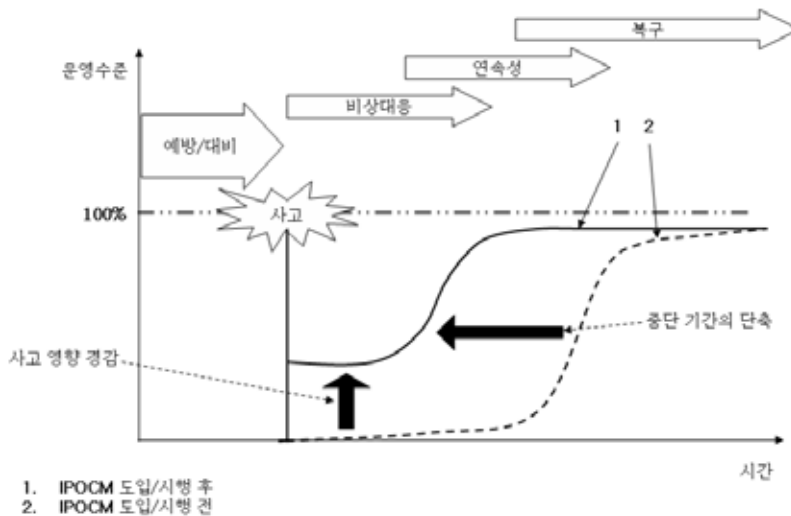 복구
연속성
운영수준
비상대응
예방/대비
1 2
100%
사고
중단 기간의 단축
사고 영향 경감
시간
1. IPOCM 도입/시행 후
2. IPOCM 도입/시행 전